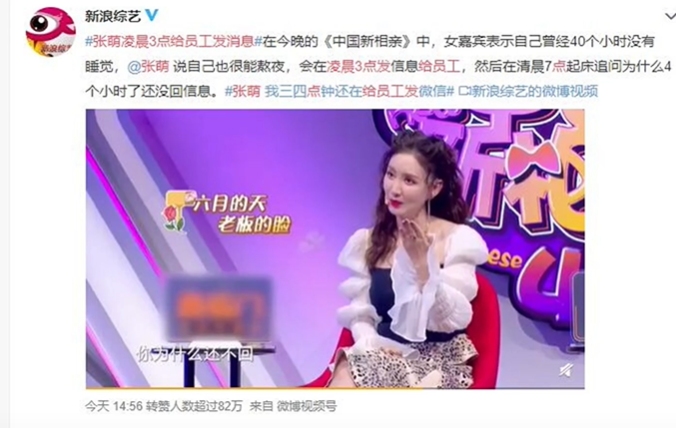 新浪综艺
#张萌凌晨3点给员工发消息#在今晚的《中国新相亲》中，女嘉宾表示自己曾经40个小时没有
睡觉，@张萌 说自己也很能熬夜，会在凌晨3点发信息给员工，然后在清晨7点起床追问为什么4
个小时了还没回信息。#张萌 我三四点钟还在给员工发微信# 新浪综艺的微博视频
六月的天
老板的脸
你为什么还不回
今天 14:56 转赞人数超过82万 来自 微博视频号